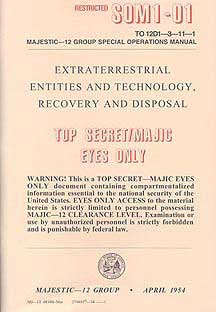 RESTRICTED
SOM1-01
TO 12D1-3-11-1
MAJESTIC-12 GROUP SPECIAL OPERATIONS MANUAL
EXTRATERRESTRIAL
ENTITIES AND TECHNOLOGY,
RECOVERY AND DISPOSAL
TOP SECRET/MAJIC
EYES ONLY
WARNING! This is a TOP SECRET—MAJIC EYES
ONLY document containing compartmentalized
information essential to the national security of the
United States. EYES ONLY ACCESS to the material
herein is strictly limited to personnel possessing
MAJIC—12 CLEARANCE LEVEL. Examination or
use by unauthorized personnel is strictly forbidden
and is punishable by federal law.
MAJESTIC—12 GROUP • APRIL 1954